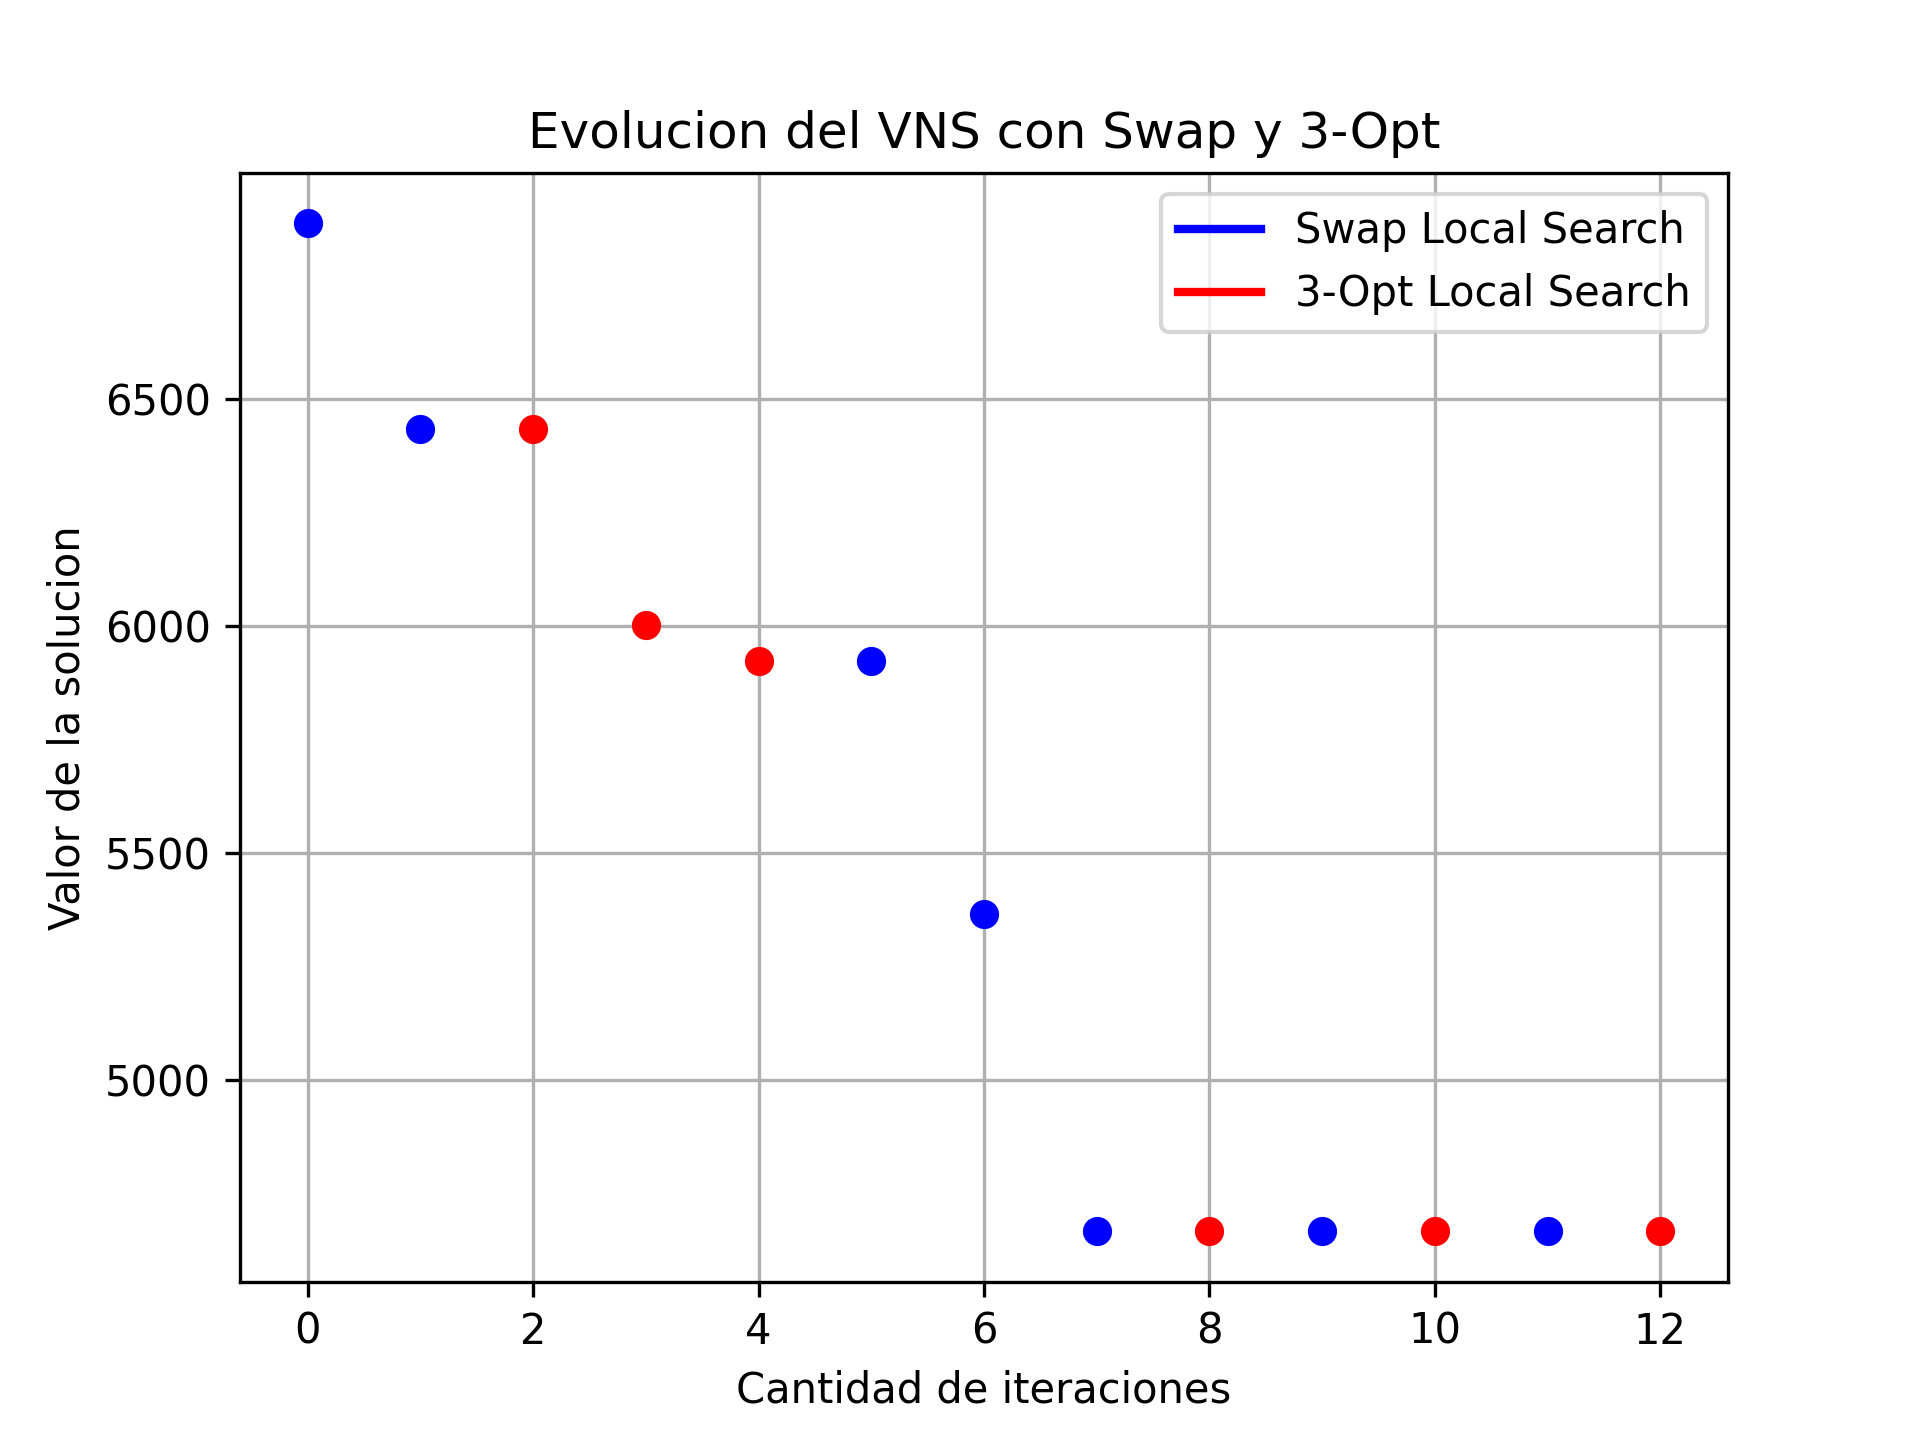 Evolucion del VNS con Swap y 3-Opt
Swap Local Search
3-Opt Local Search
Valor de la solucion
6500
6000
5500
5000
0 2 4 6 8 10 12
Cantidad de iteraciones